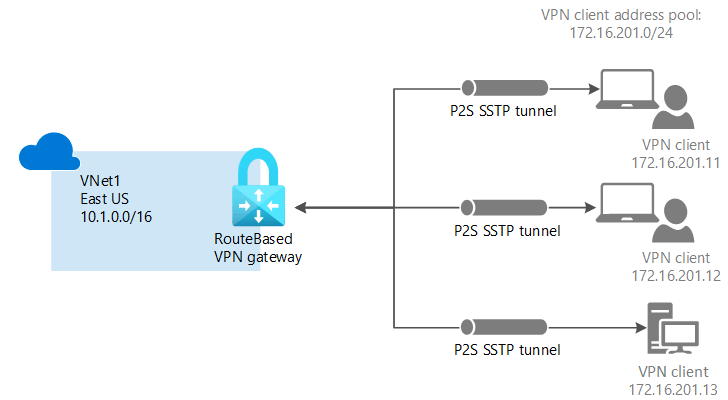 VPN client address pool:
172.16.201.0/24
P2S SSTP tunnel
VPN client
172.16.201.11
VNet1
East US
10.1.0.0/16
RouteBased
VPN gateway
P2S SSTP tunnel
VPN client
172.16.201.12
P2S SSTP tunnel
VPN client
172.16.201.13